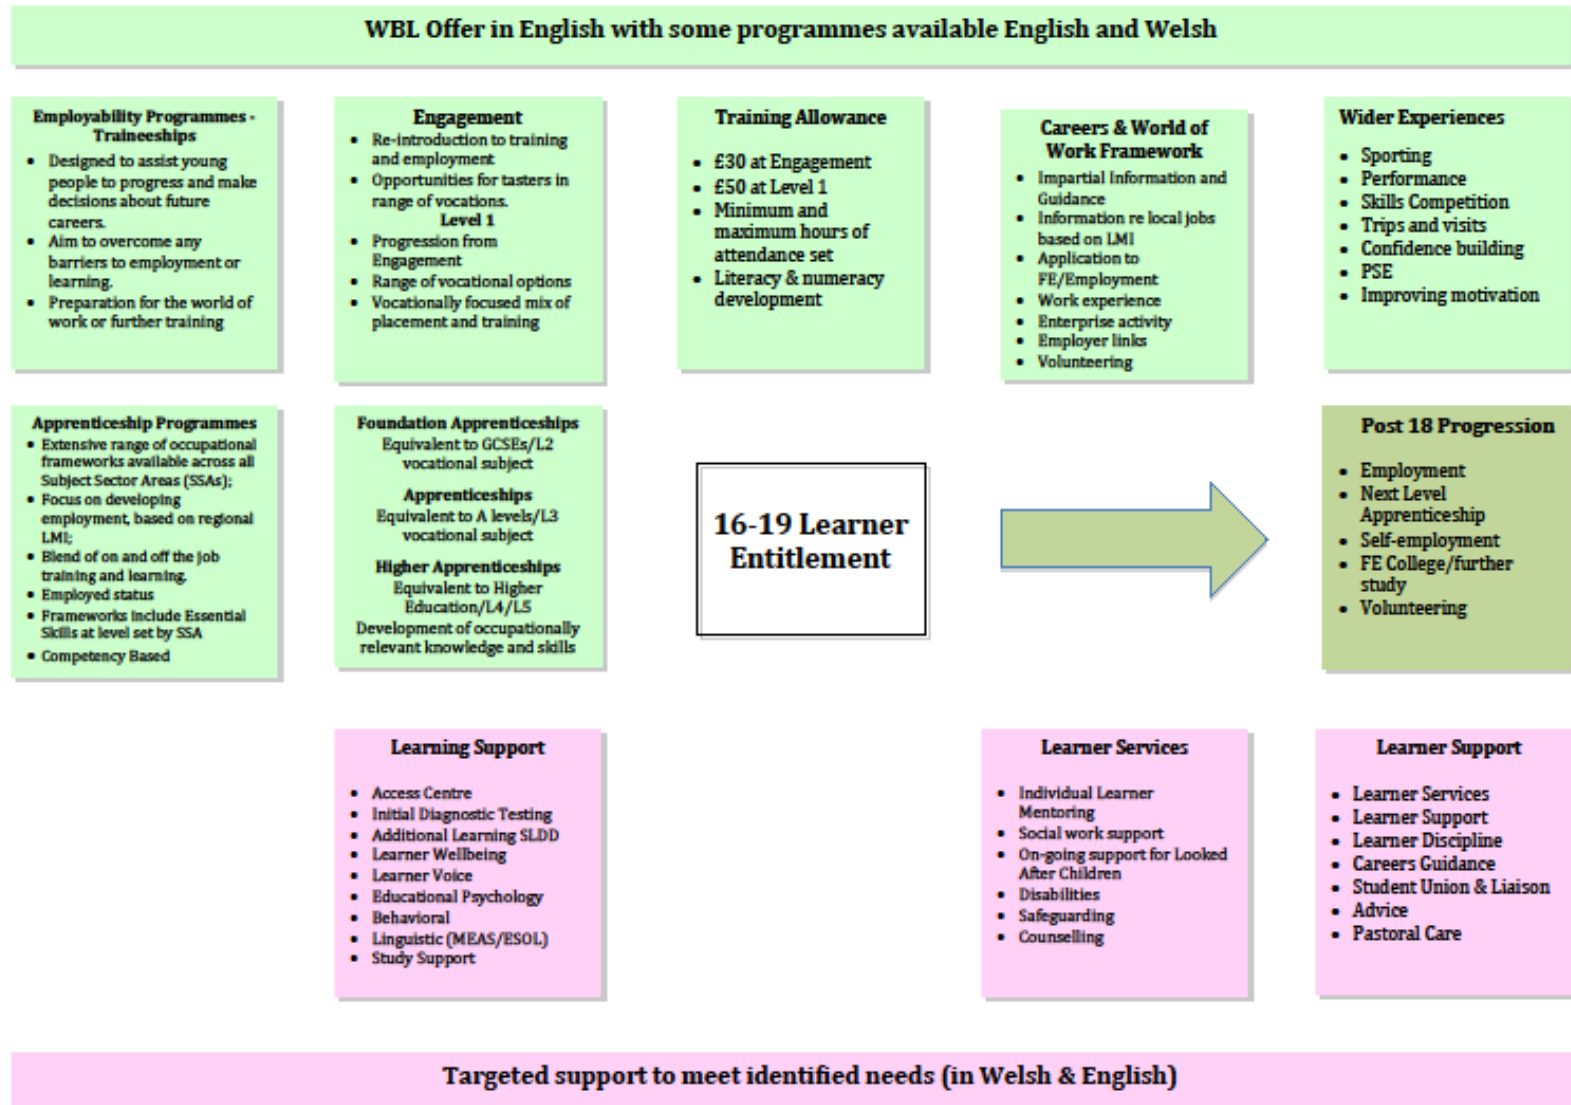 WBL Offer in English with some programmes available English and Welsh
Employability Programmes -
Traineeships
• Designed to assist young
people to progress and make
decisions about future
careers.
• Aim to overcome any
barriers to employment or
learning.
• Preparation for the world of
work or further training
Engagement
• Re-introduction to training
and employment
• Opportunities for tasters in
range of vocations.
Level 1
• Progression from
Engagement
• Range of vocational options
• Vocationally focused mix of
placement and training
Training Allowance
• £30 at Engagement
• £50 at Level 1
• Minimum and
maximum hours of
attendance set
• Literacy & numeracy
development
Careers & World of
Work Framework
• Impartial Information and
Guidance
• Information re local jobs
based on LMI
• Application to
FE/Employment
• Work experience
• Enterprise activity
• Employer links
• Volunteering
Wider Experiences
• Sporting
• Performance
• Skills Competition
• Trips and visits
• Confidence building
• PSE
• Improving motivation
Apprenticeship Programmes
• Extensive range of occupational
frameworks available across all
Subject Sector Areas (SSAs);
• Focus on developing
employment, based on regional
LMI;
• Blend of on and off the job
training and learning.
• Employed status
• Frameworks include Essential
Skills at level set by SSA
• Competency Based
Foundation Apprenticeships
Equivalent to GCSEs/L2
vocational subject
Apprenticeships
Equivalent to A levels/L3
vocational subject
Higher Apprenticeships
Equivalent to Higher
Education/L4/L5
Development of occupationally
relevant knowledge and skills
16-19 Learner
Entitlement
Post 18 Progression
• Employment
• Next Level
Apprenticeship
• Self-employment
• FE College/further
study
• Volunteering
Learning Support
• Access Centre
• Initial Diagnostic Testing
• Additional Learning SLDD
• Learner Wellbeing
• Learner Voice
• Educational Psychology
• Behavioral
• Linguistic (MEAS/ESOL)
• Study Support
Learner Services
• Individual Learner
Mentoring
• Social work support
• On-going support for Looked
After Children
• Disabilities
• Safeguarding
• Counselling
Learner Support
• Learner Services
• Learner Support
• Learner Discipline
• Careers Guidance
• Student Union & Liaison
• Advice
• Pastoral Care
Targeted support to meet identified needs (in Welsh & English)